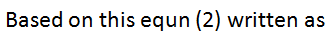 Based on this equn (2) written as